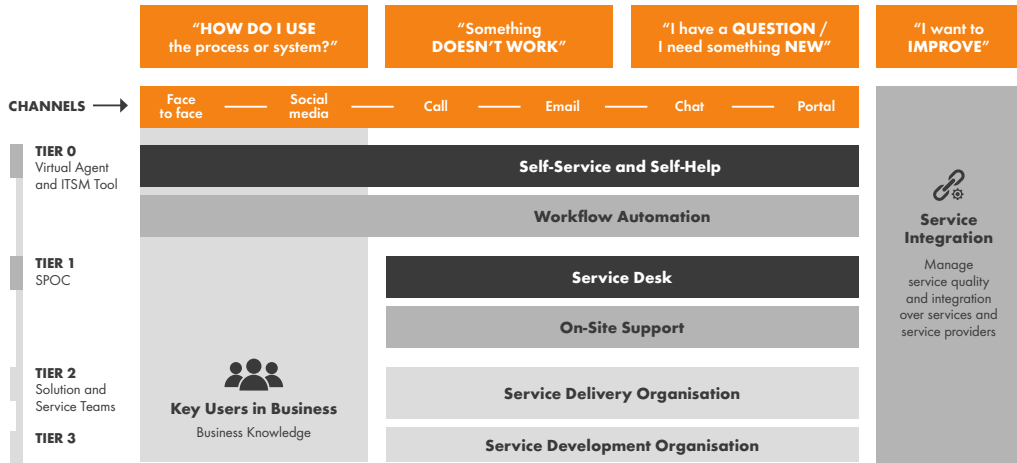 “HOW DO I USE
the process or system?”
“Something
DOESN’T WORK”
“I have a QUESTION /
I need something NEW”
“I want to
IMPROVE”
CHANNELS
Face
to face
Social
media
Call
Email
Chat
Portal
TIER 0
Virtual Agent
and ITSM Tool
Self-Service and Self-Help
Workflow Automation
TIER 1
SPOC
Service Desk
On-Site Support
TIER 2
Solution and
Service Teams
Service Delivery Organisation
TIER 3
Service Development Organisation
Key Users in Business
Business Knowledge
Service
Integration
Manage
service quality
and integration
over services and
service providers